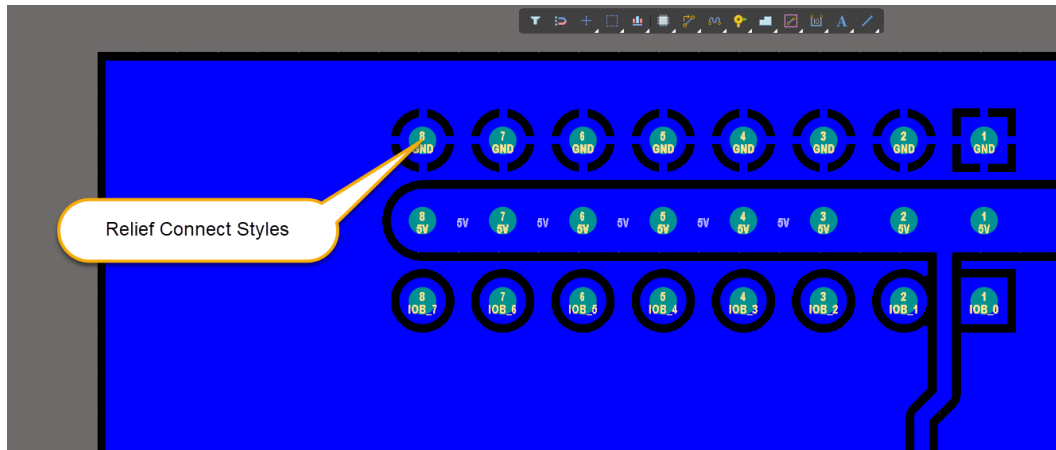 8 7 6 5 4 3 2 1
GND GND GND GND GND GND GND GND
Relief Connect Styles
8 7 6 5 4 3 2 1
5V 5V 5V 5V 5V 5V 5V 5V 5V 5V 5V 5V 5V
8 7 6 5 4 3 2 1
IOB_7 IOB_6 IOB_5 IOB_4 IOB_3 IOB_2 IOB_1 IOB_0